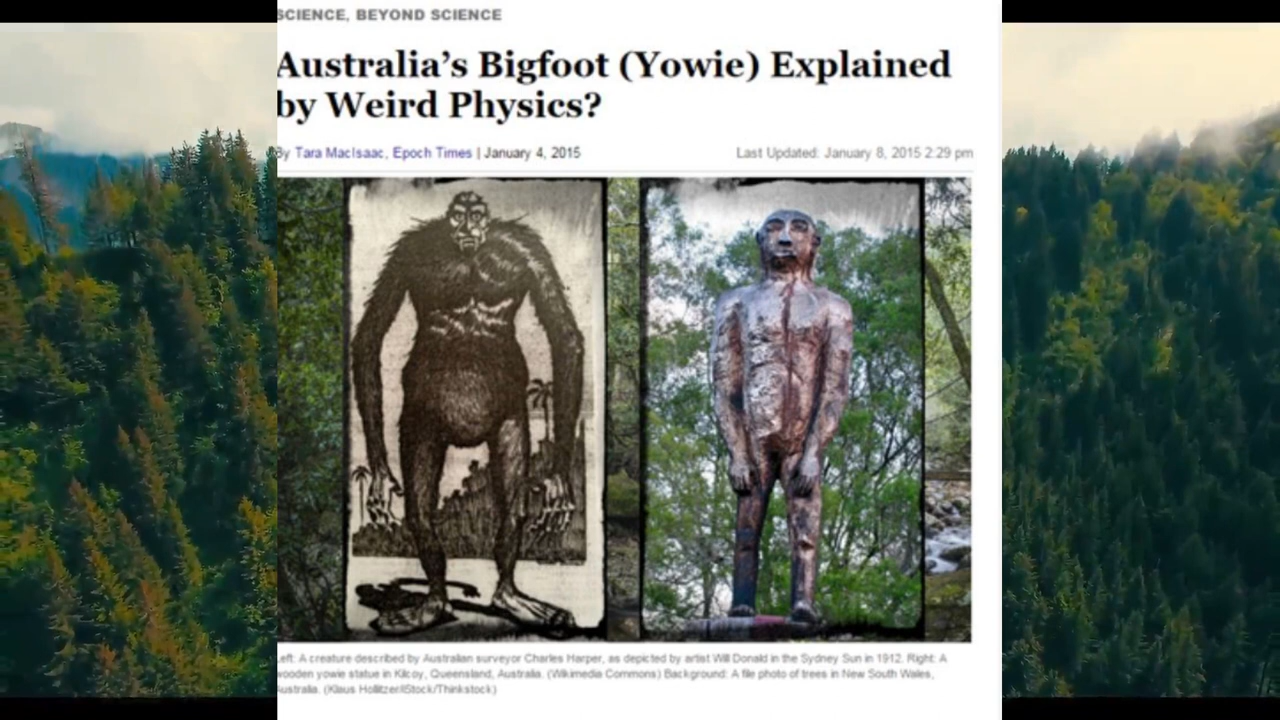 SCIENCE, BEYOND SCIENCE
Australia's Bigfoot (Yowie) Explained
by Weird Physics?
By Tara MacIsaac, Epoch Times | January 4, 2015
Last Updated: January 8, 2015 2:29 pm
Left: A creature described by Australian surveyor Charles Harper, as depicted by artist Will Donald in the Sydney Sun in 1912. Right: A
wooden yowie statue in Kilcoy, Queensland, Australia. (Wikimedia Commons) Background: A file photo of trees in New South Wales,
Australia. (Klaus Hollitzer/iStock/Thinkstock)